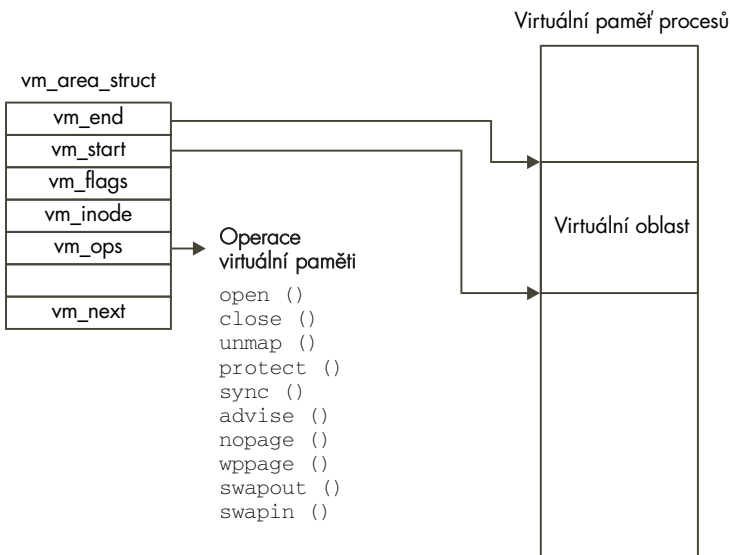 Virtuální paměť procesů
vm_area_struct
vm_end
vm_start
vm_flags
vm_inode
vm_ops
vm_next
Operace
virtuální paměti
open ()
close ()
unmap ()
protect ()
sync ()
advise ()
nopage ()
wppage ()
swapout ()
swapin ()
Virtuální oblast